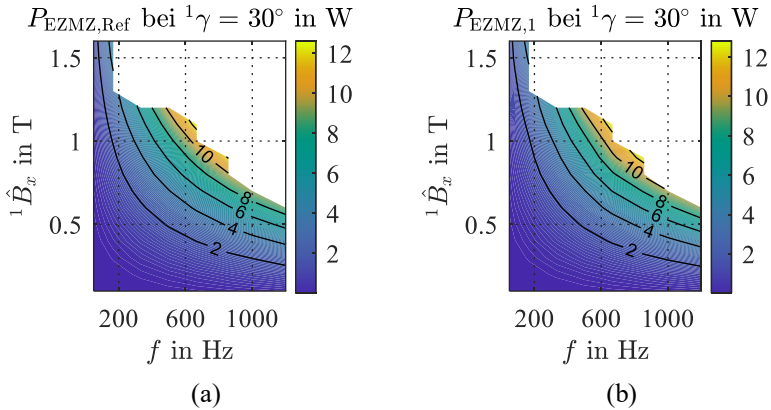 P_EZMZ,Ref bei ¹γ = 30° in W
12
10
8
6
4
2
1.5
1
0.5
¹B̂ₓ in T
10
8
6
4
2
200 600 1000
f in Hz
(a)
P_EZMZ,1 bei ¹γ = 30° in W
12
10
8
6
4
2
1.5
1
0.5
¹B̂ₓ in T
10
8
6
4
2
200 600 1000
f in Hz
(b)